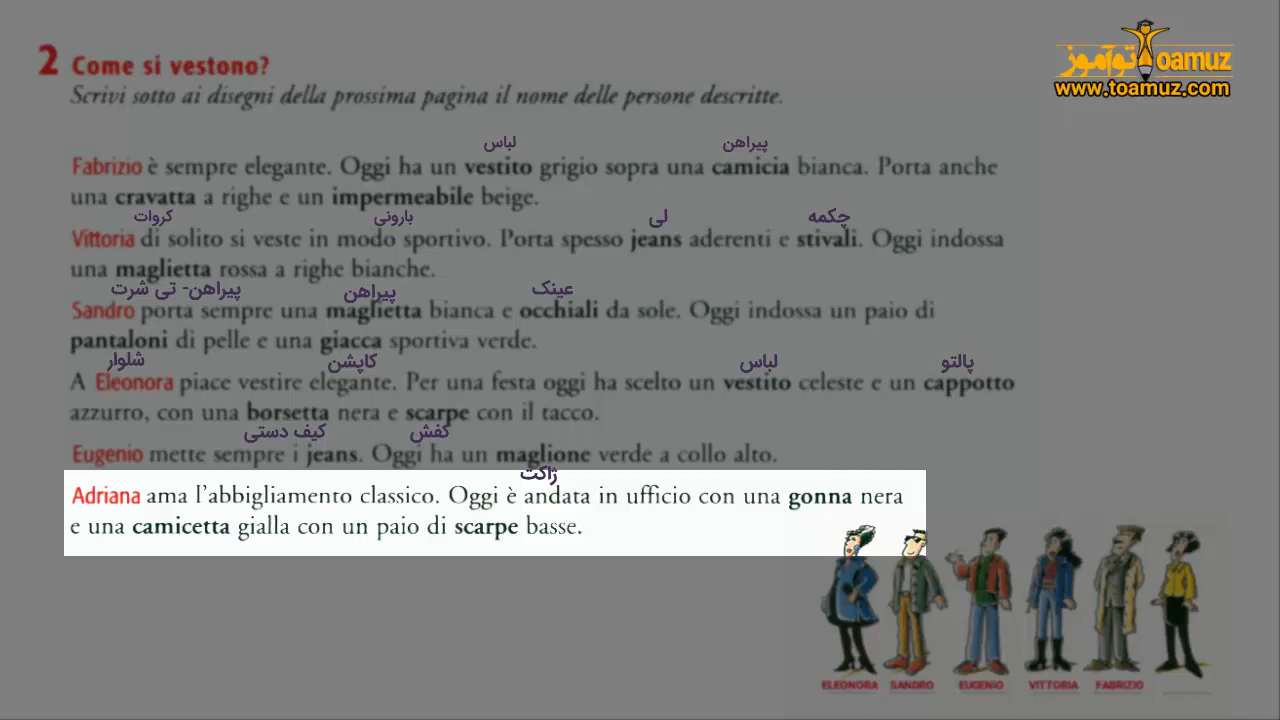 توآموز Toamuz
www.toamuz.com
2 Come si vestono?
Scrivi sotto ai disegni della prossima pagina il nome delle persone descritte.
لباس پیراهن
Fabrizio è sempre elegante. Oggi ha un vestito grigio sopra una camicia bianca. Porta anche
una cravatta a righe e un impermeabile beige.
کروات بارونی لی چکمه
Vittoria di solito si veste in modo sportivo. Porta spesso jeans aderenti e stivali. Oggi indossa
una maglietta rossa a righe bianche.
پیراهن- تی شرت پیراهن عینک
Sandro porta sempre una maglietta bianca e occhiali da sole. Oggi indossa un paio di
pantaloni di pelle e una giacca sportiva verde.
شلوار کاپشن لباس پالتو
A Eleonora piace vestire elegante. Per una festa oggi ha scelto un vestito celeste e un cappotto
azzurro, con una borsetta nera e scarpe con il tacco.
کیف دستی کفش
Eugenio mette sempre i jeans. Oggi ha un maglione verde a collo alto.
ژاکت
Adriana ama l'abbigliamento classico. Oggi è andata in ufficio con una gonna nera
e una camicetta gialla con un paio di scarpe basse.
ELEONORA SANDRO EUGENIO VITTORIA FABRIZIO